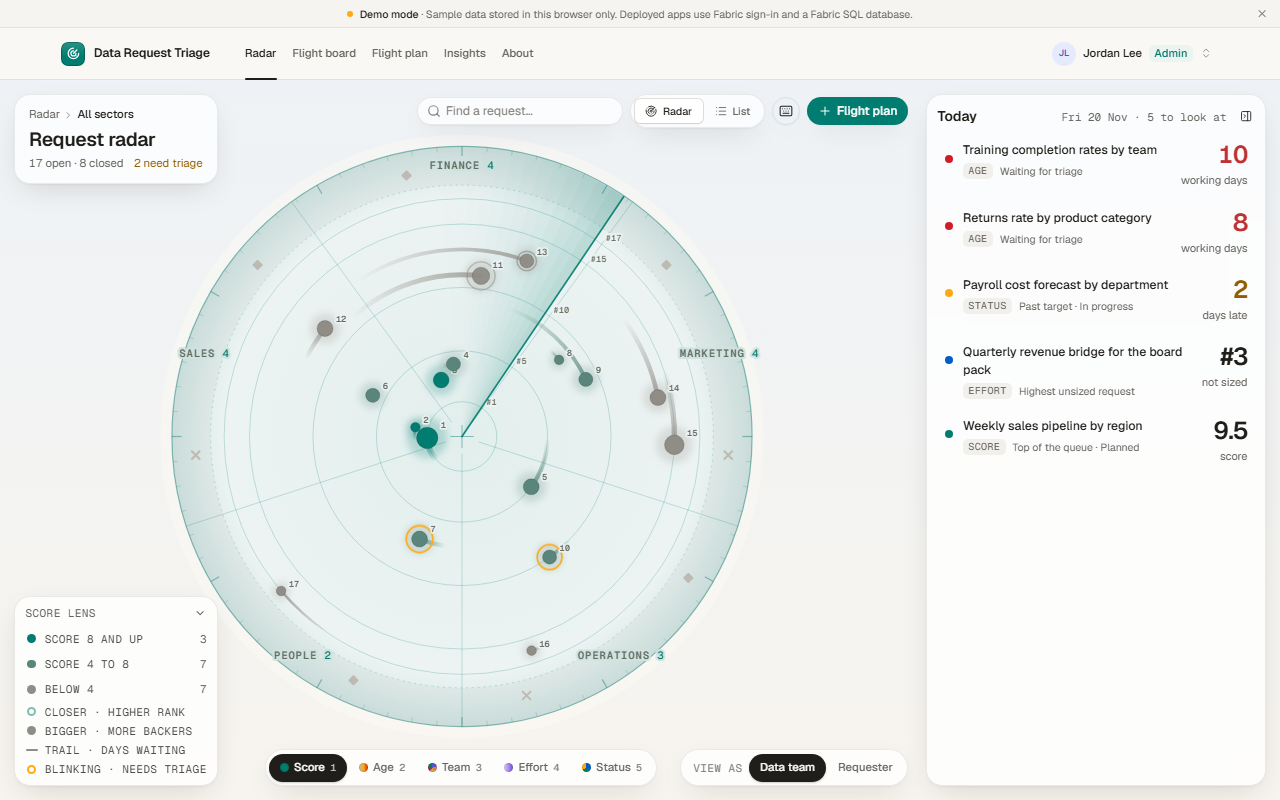 Demo mode · Sample data stored in this browser only. Deployed apps use Fabric sign-in and a Fabric SQL database.
Data Request Triage
Radar
Flight board
Flight plan
Insights
About
JL
Jordan Lee
Admin
Radar > All sectors
Request radar
17 open · 8 closed
2 need triage
Find a request...
Radar
List
+ Flight plan
FINANCE 4
MARKETING 4
OPERATIONS 3
PEOPLE 2
SALES 4
#17
#15
#10
#5
#1
13
11
12
4
6
2
1
8
9
14
15
5
7
10
17
16
SCORE LENS
SCORE 8 AND UP 3
SCORE 4 TO 8 7
BELOW 4 7
CLOSER · HIGHER RANK
BIGGER · MORE BACKERS
TRAIL · DAYS WAITING
BLINKING · NEEDS TRIAGE
Score 1
Age 2
Team 3
Effort 4
Status 5
VIEW AS
Data team
Requester
Today
Fri 20 Nov · 5 to look at
Training completion rates by team
10
AGE Waiting for triage
working days
Returns rate by product category
8
AGE Waiting for triage
working days
Payroll cost forecast by department
2
STATUS Past target · In progress
days late
Quarterly revenue bridge for the board
pack
#3
EFFORT Highest unsized request
not sized
Weekly sales pipeline by region
9.5
SCORE Top of the queue · Planned
score